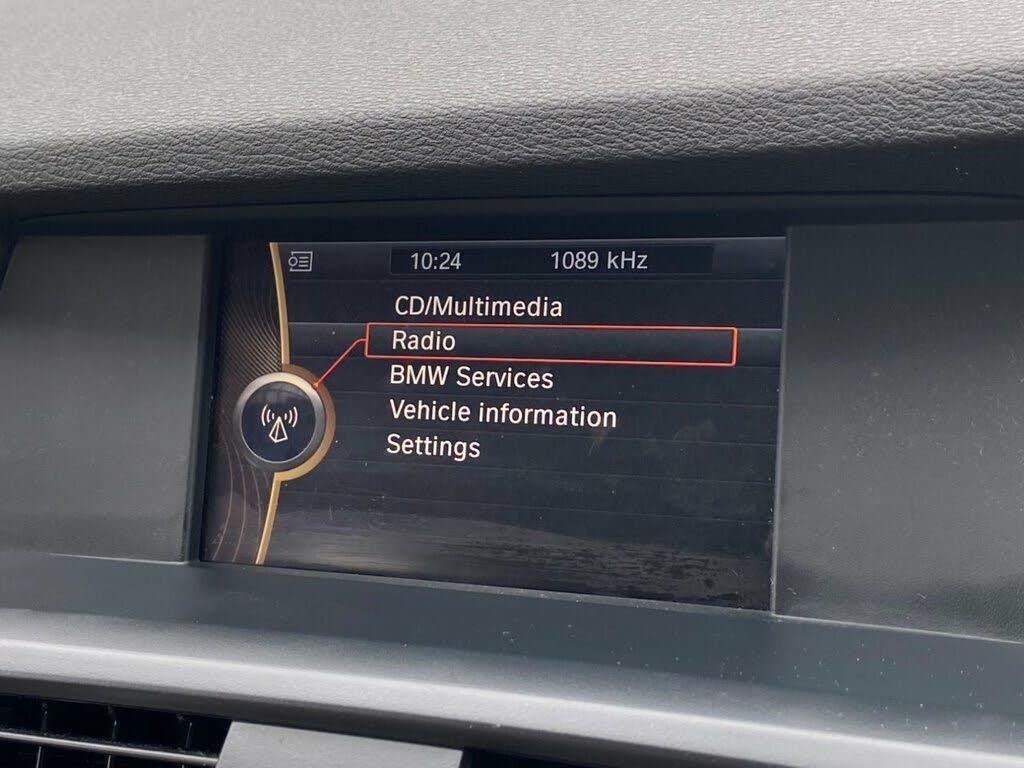 10:24 1089 kHz
CD/Multimedia
Radio
BMW Services
Vehicle information
Settings